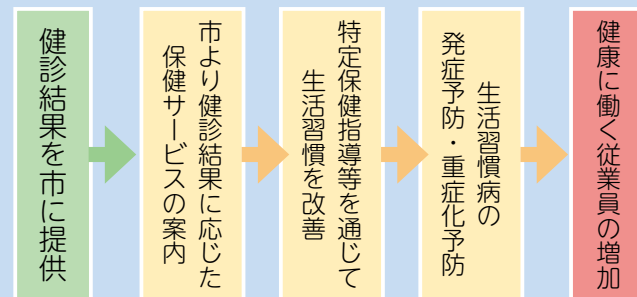 健診結果を市に提供
市より健診結果に応じた
保健サービスの案内
特定保健指導等を通じて
生活習慣を改善
生活習慣病の
発症予防・重症化予防
健康に働く従業員の増加